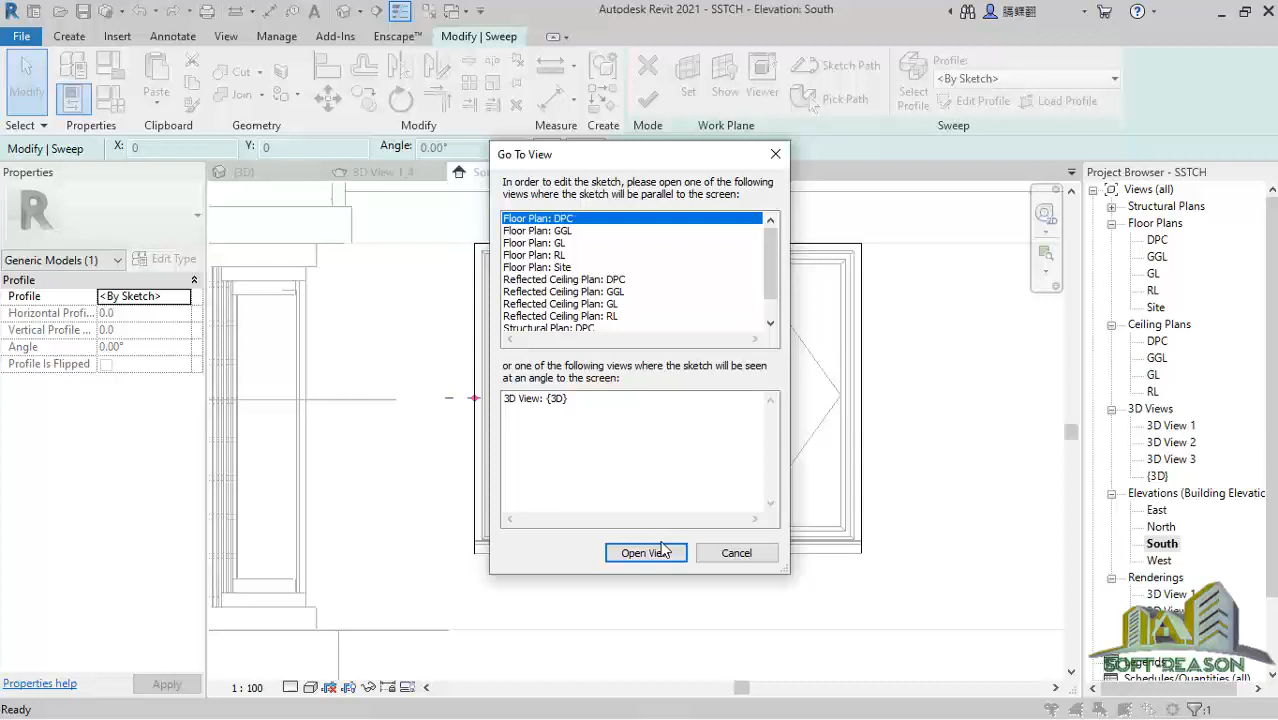 Autodesk Revit 2021 - SSTCH - Elevation: South
File Create Insert Annotate View Manage Add-Ins Enscape™ Modify | Sweep
Sketch Path
Profile:
<By Sketch>
Cut
Join
Pick Path
Edit Profile Load Profile
Modify Paste Set Show Viewer Select Profile
Select Properties Clipboard Geometry Modify Measure Create Mode Work Plane Sweep
Modify | Sweep X: 0 Y: 0 Angle: 0.00°
Properties
{3D} 3D View 1_4
Generic Models (1) Edit Type
Profile
Profile <By Sketch>
Horizontal Profi... 0.0
Vertical Profile ... 0.0
Angle 0.00°
Profile Is Flipped
Properties help Apply
Go To View
In order to edit the sketch, please open one of the following
views where the sketch will be parallel to the screen:
Floor Plan: DPC
Floor Plan: GGL
Floor Plan: GL
Floor Plan: RL
Floor Plan: Site
Reflected Ceiling Plan: DPC
Reflected Ceiling Plan: GGL
Reflected Ceiling Plan: GL
Reflected Ceiling Plan: RL
Structural Plan: DPC
or one of the following views where the sketch will be seen
at an angle to the screen:
3D View: {3D}
Open View Cancel
Project Browser - SSTCH
Views (all)
Structural Plans
Floor Plans
DPC
GGL
GL
RL
Site
Ceiling Plans
DPC
GGL
GL
RL
3D Views
3D View 1
3D View 2
3D View 3
{3D}
Elevations (Building Elevatic
East
North
South
West
Renderings
3D View 1
Legends
Schedules/Quantities (all)
SOFT REASON
1 : 100
Ready
:1